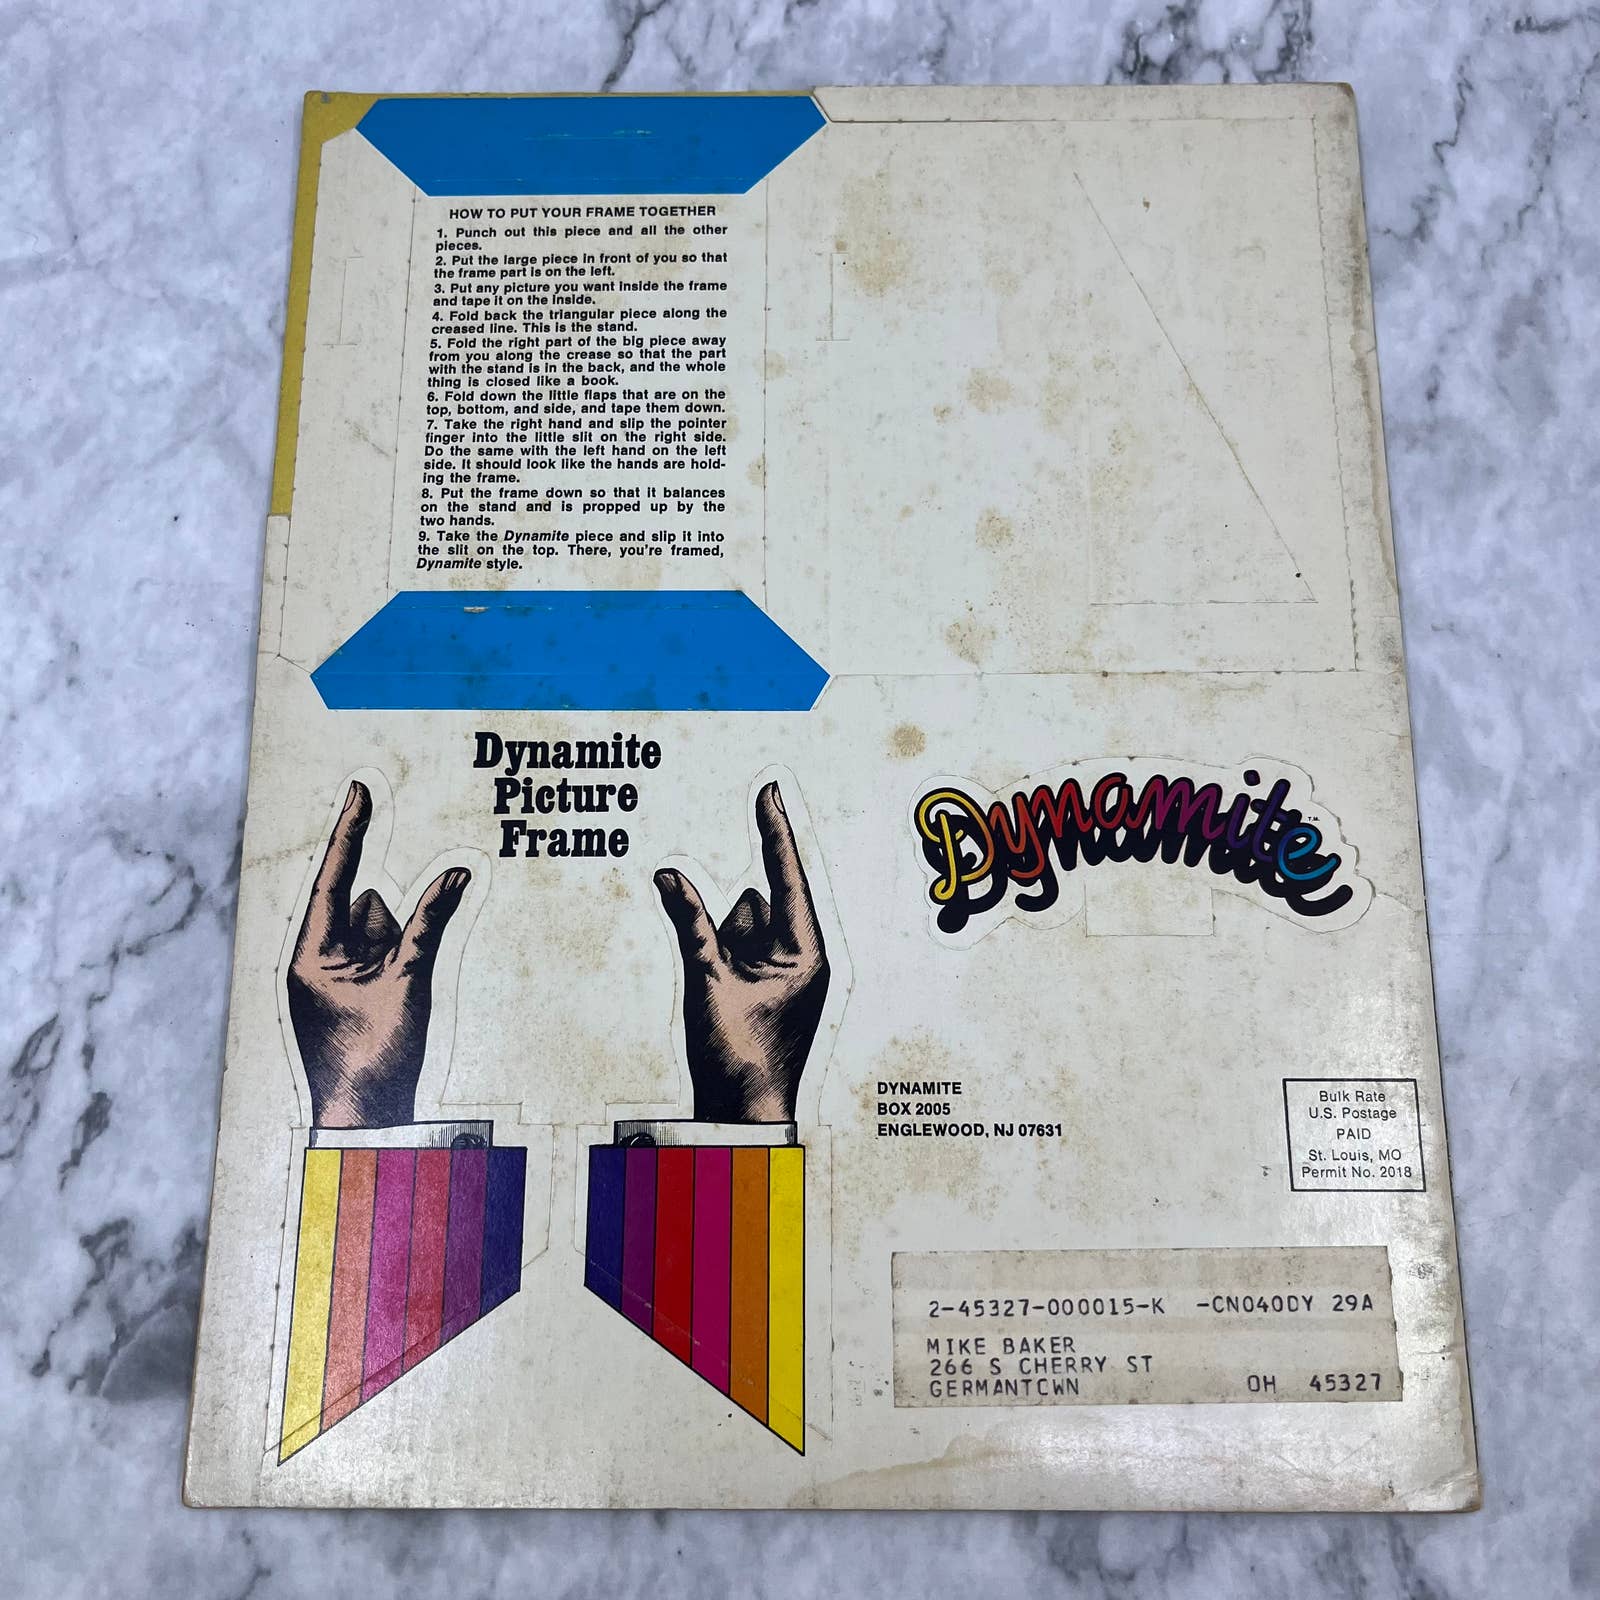 HOW TO PUT YOUR FRAME TOGETHER
1. Punch out this piece and all the other
pieces.
2. Put the large piece in front of you so that
the frame part is on the left.
3. Put any picture you want inside the frame
and tape it on the inside.
4. Fold back the triangular piece along the
creased line. This is the stand.
5. Fold the right part of the big piece away
from you along the crease so that the part
with the stand is in the back, and the whole
thing is closed like a book.
6. Fold down the little flaps that are on the
top, bottom, and side, and tape them down.
7. Take the right hand and slip the pointer
finger into the little slit on the right side.
Do the same with the left hand on the left
side. It should look like the hands are hold-
ing the frame.
8. Put the frame down so that it balances
on the stand and is propped up by the
two hands.
9. Take the Dynamite piece and slip it into
the slit on the top. There, you're framed,
Dynamite style.
Dynamite
Picture
Frame
Dynamite T.M.
DYNAMITE
BOX 2005
ENGLEWOOD, NJ 07631
Bulk Rate
U.S. Postage
PAID
St. Louis, MO
Permit No. 2018
2-45327-000015-K -CN040DY 29A
MIKE BAKER
266 S CHERRY ST
GERMANTCWN OH 45327